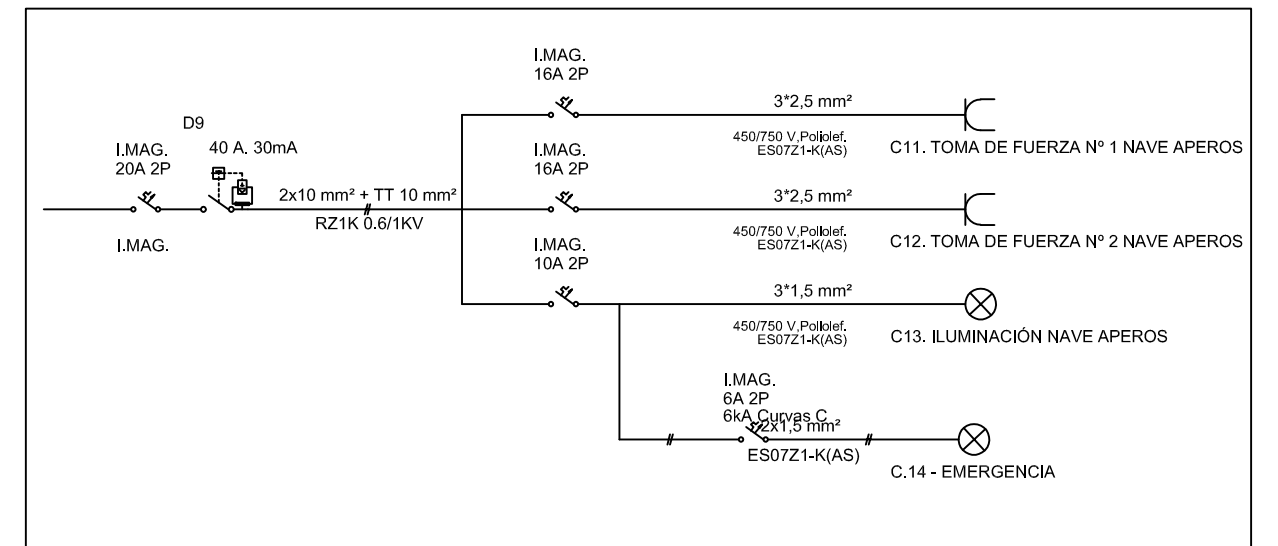 I.MAG.
16A 2P
3*2,5 mm²
D9
40 A. 30mA
450/750 V,Poliolef.
ES07Z1-K(AS)
C11. TOMA DE FUERZA Nº 1 NAVE APEROS
I.MAG.
20A 2P
I.MAG.
16A 2P
2x10 mm² + TT 10 mm²
3*2,5 mm²
RZ1K 0.6/1KV
450/750 V,Poliolef.
ES07Z1-K(AS)
C12. TOMA DE FUERZA Nº 2 NAVE APEROS
I.MAG.
I.MAG.
10A 2P
3*1,5 mm²
450/750 V,Poliolef.
ES07Z1-K(AS)
C13. ILUMINACIÓN NAVE APEROS
I.MAG.
6A 2P
6kA Curvas C
2x1,5 mm²
ES07Z1-K(AS)
C.14 - EMERGENCIA